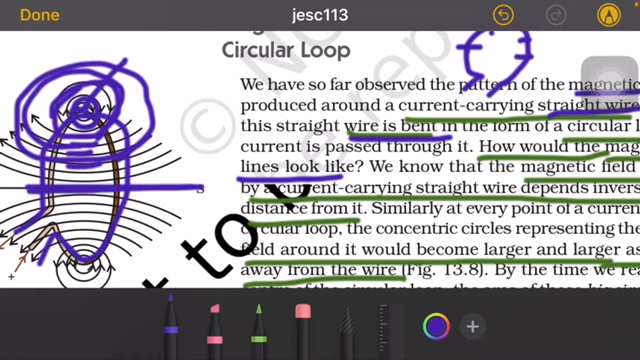 Done
jesc113
Circular Loop
We have so far observed the pattern of the magnetic
produced around a current-carrying straight wire
this straight wire is bent in the form of a circular l
current is passed through it. How would the mag
lines look like? We know that the magnetic field
by a current-carrying straight wire depends invers
distance from it. Similarly at every point of a curren
circular loop, the concentric circles representing the
field around it would become larger and larger as
away from the wire (Fig. 13.8). By the time we rea
S
© No
be rep
t to b
+